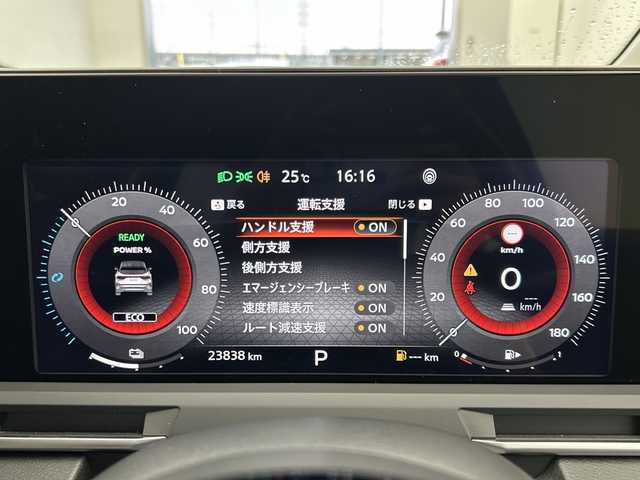 25℃ 16:16
戻る 運転支援 閉じる
ハンドル支援 ON
側方支援
後側方支援
エマージェンシーブレーキ ON
速度標識表示 ON
ルート減速支援 ON
0 20 40 60 80 100
READY
POWER %
ECO
0 20 40 60 80 100 120 140 160 180
km/h
0
--- km/h
23838 km P --- km
0 1